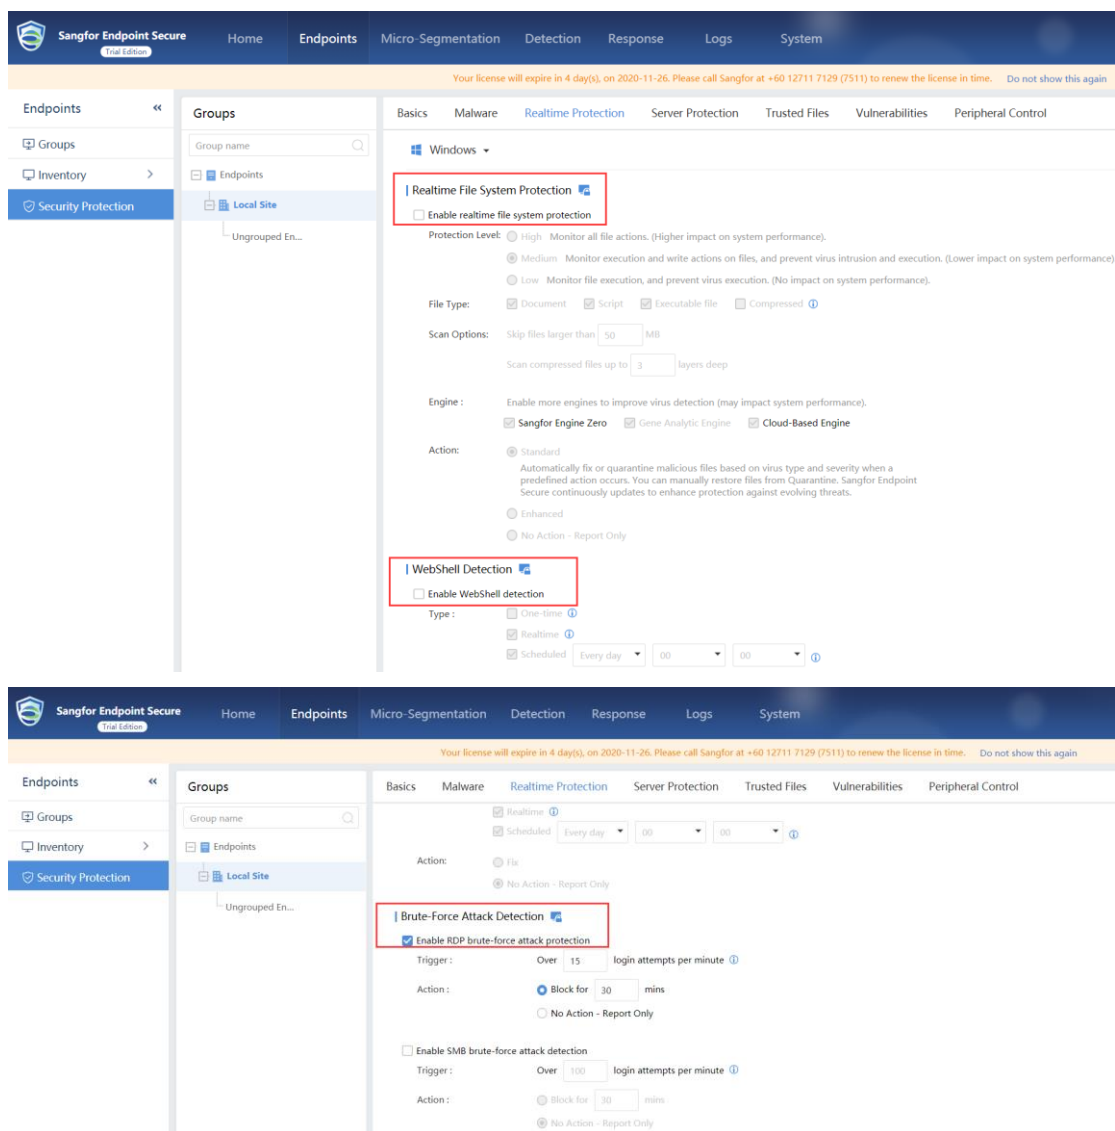 Sangfor Endpoint Secure Home Endpoints Micro-Segmentation Detection Response Logs System
Trial Edition
Your license will expire in 4 day(s), on 2020-11-26. Please call Sangfor at +60 12711 7129 (7511) to renew the license in time. Do not show this again
Endpoints «
Groups
Inventory >
Security Protection
Groups
Group name
Endpoints
Local Site
Ungrouped En...
Basics Malware Realtime Protection Server Protection Trusted Files Vulnerabilities Peripheral Control
Windows
Realtime File System Protection
Enable realtime file system protection
Protection Level: High Monitor all file actions. (Higher impact on system performance).
Medium Monitor execution and write actions on files, and prevent virus intrusion and execution. (Lower impact on system performance)
Low Monitor file execution, and prevent virus execution. (No impact on system performance).
File Type: Document Script Executable file Compressed
Scan Options: Skip files larger than 50 MB
Scan compressed files up to 3 layers deep
Engine : Enable more engines to improve virus detection (may impact system performance).
Sangfor Engine Zero Gene Analytic Engine Cloud-Based Engine
Action: Standard
Automatically fix or quarantine malicious files based on virus type and severity when a
predefined action occurs. You can manually restore files from Quarantine. Sangfor Endpoint
Secure continuously updates to enhance protection against evolving threats.
Enhanced
No Action - Report Only
WebShell Detection
Enable WebShell detection
Type : One-time
Realtime
Scheduled Every day 00 00
Sangfor Endpoint Secure Home Endpoints Micro-Segmentation Detection Response Logs System
Trial Edition
Your license will expire in 4 day(s), on 2020-11-26. Please call Sangfor at +60 12711 7129 (7511) to renew the license in time. Do not show this again
Endpoints «
Groups
Inventory >
Security Protection
Groups
Group name
Endpoints
Local Site
Ungrouped En...
Basics Malware Realtime Protection Server Protection Trusted Files Vulnerabilities Peripheral Control
Realtime
Scheduled Every day 00 00
Action: Fix
No Action - Report Only
Brute-Force Attack Detection
Enable RDP brute-force attack protection
Trigger : Over 15 login attempts per minute
Action : Block for 30 mins
No Action - Report Only
Enable SMB brute-force attack detection
Trigger : Over 100 login attempts per minute
Action : Block for 30 mins
No Action - Report Only